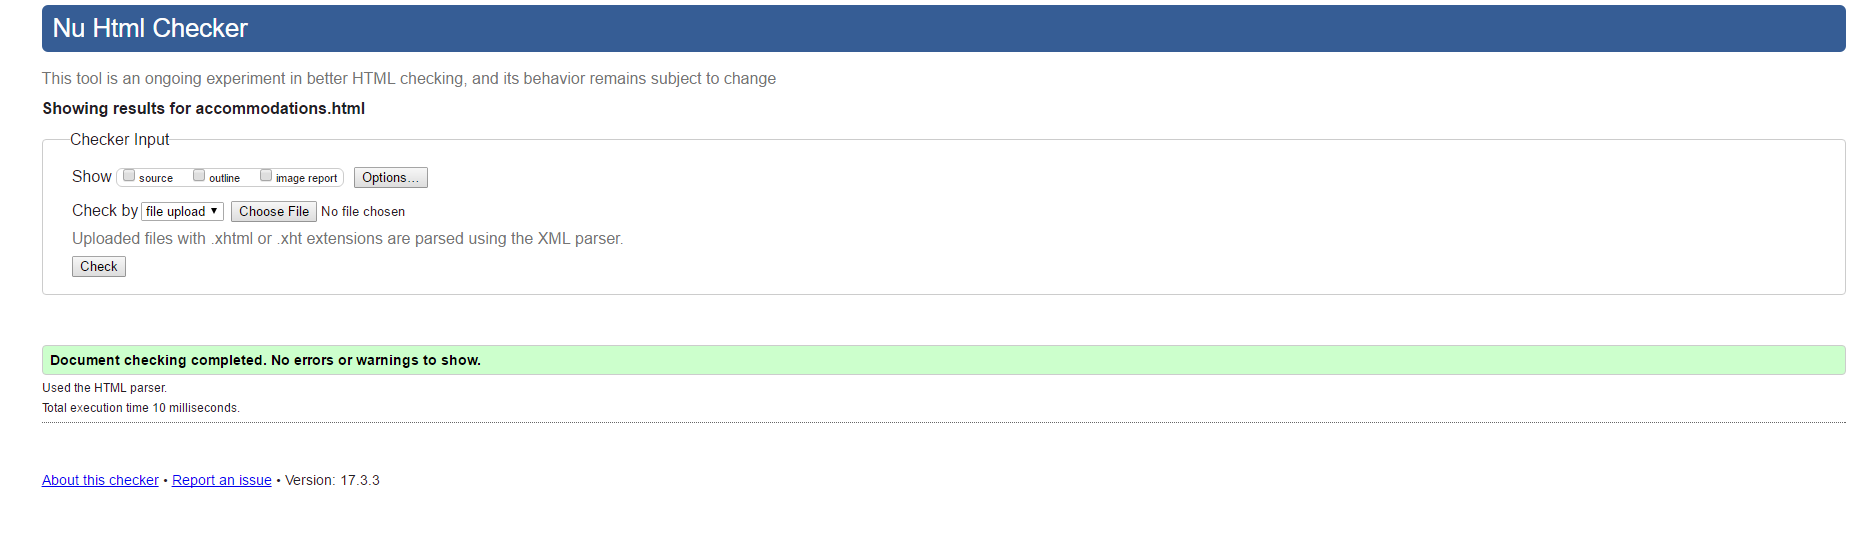 Nu Html Checker
This tool is an ongoing experiment in better HTML checking, and its behavior remains subject to change
Showing results for accommodations.html
Checker Input
Show source outline image report Options...
Check by file upload ▼ Choose File No file chosen
Uploaded files with .xhtml or .xht extensions are parsed using the XML parser.
Check
Document checking completed. No errors or warnings to show.
Used the HTML parser.
Total execution time 10 milliseconds.
About this checker • Report an issue • Version: 17.3.3